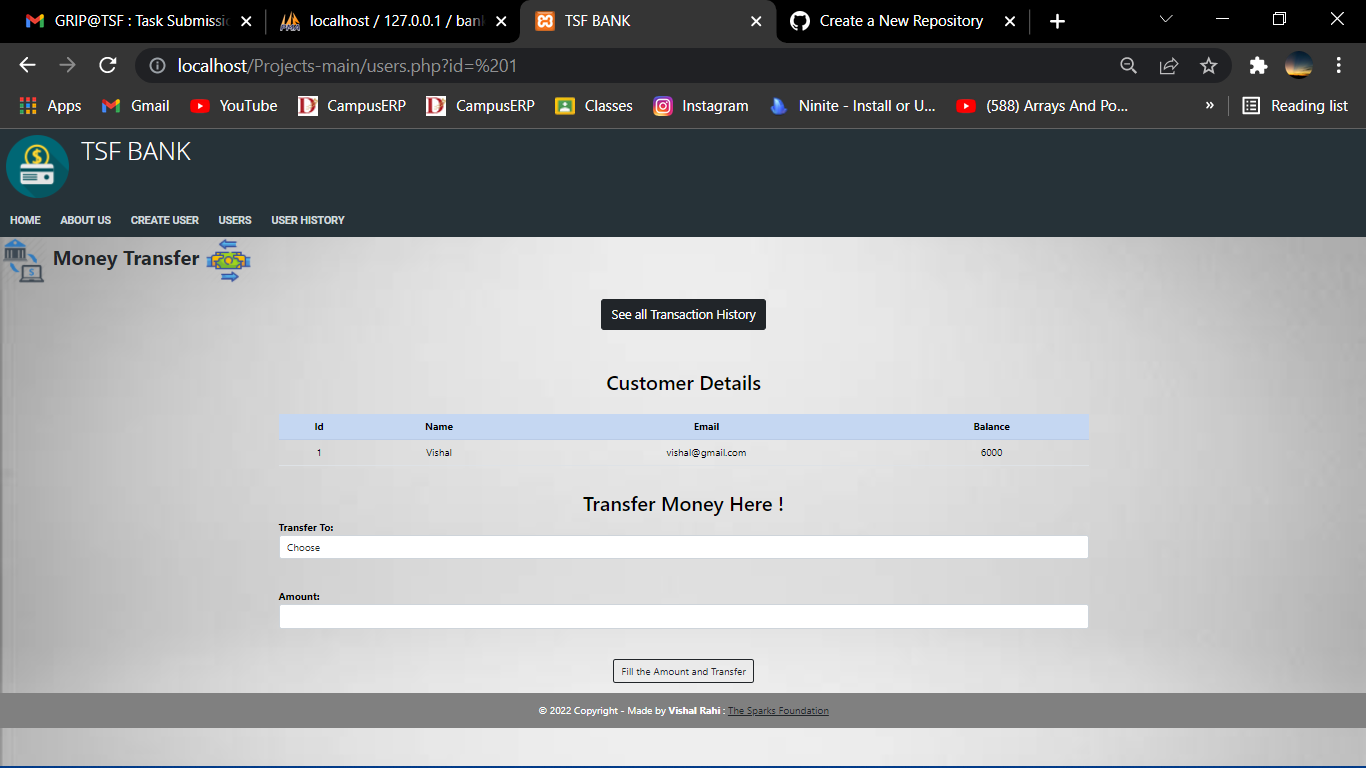 GRIP@TSF : Task Submissi
localhost / 127.0.0.1 / bank
TSF BANK
Create a New Repository
localhost/Projects-main/users.php?id=%201
Apps
Gmail
YouTube
CampusERP
CampusERP
Classes
Instagram
Ninite - Install or U...
(588) Arrays And Po...
»
Reading list
TSF BANK
HOME
ABOUT US
CREATE USER
USERS
USER HISTORY
Money Transfer
See all Transaction History
Customer Details
Id Name Email Balance
1 Vishal vishal@gmail.com 6000
Transfer Money Here !
Transfer To:
Choose
Amount:
Fill the Amount and Transfer
© 2022 Copyright - Made by Vishal Rahi : The Sparks Foundation